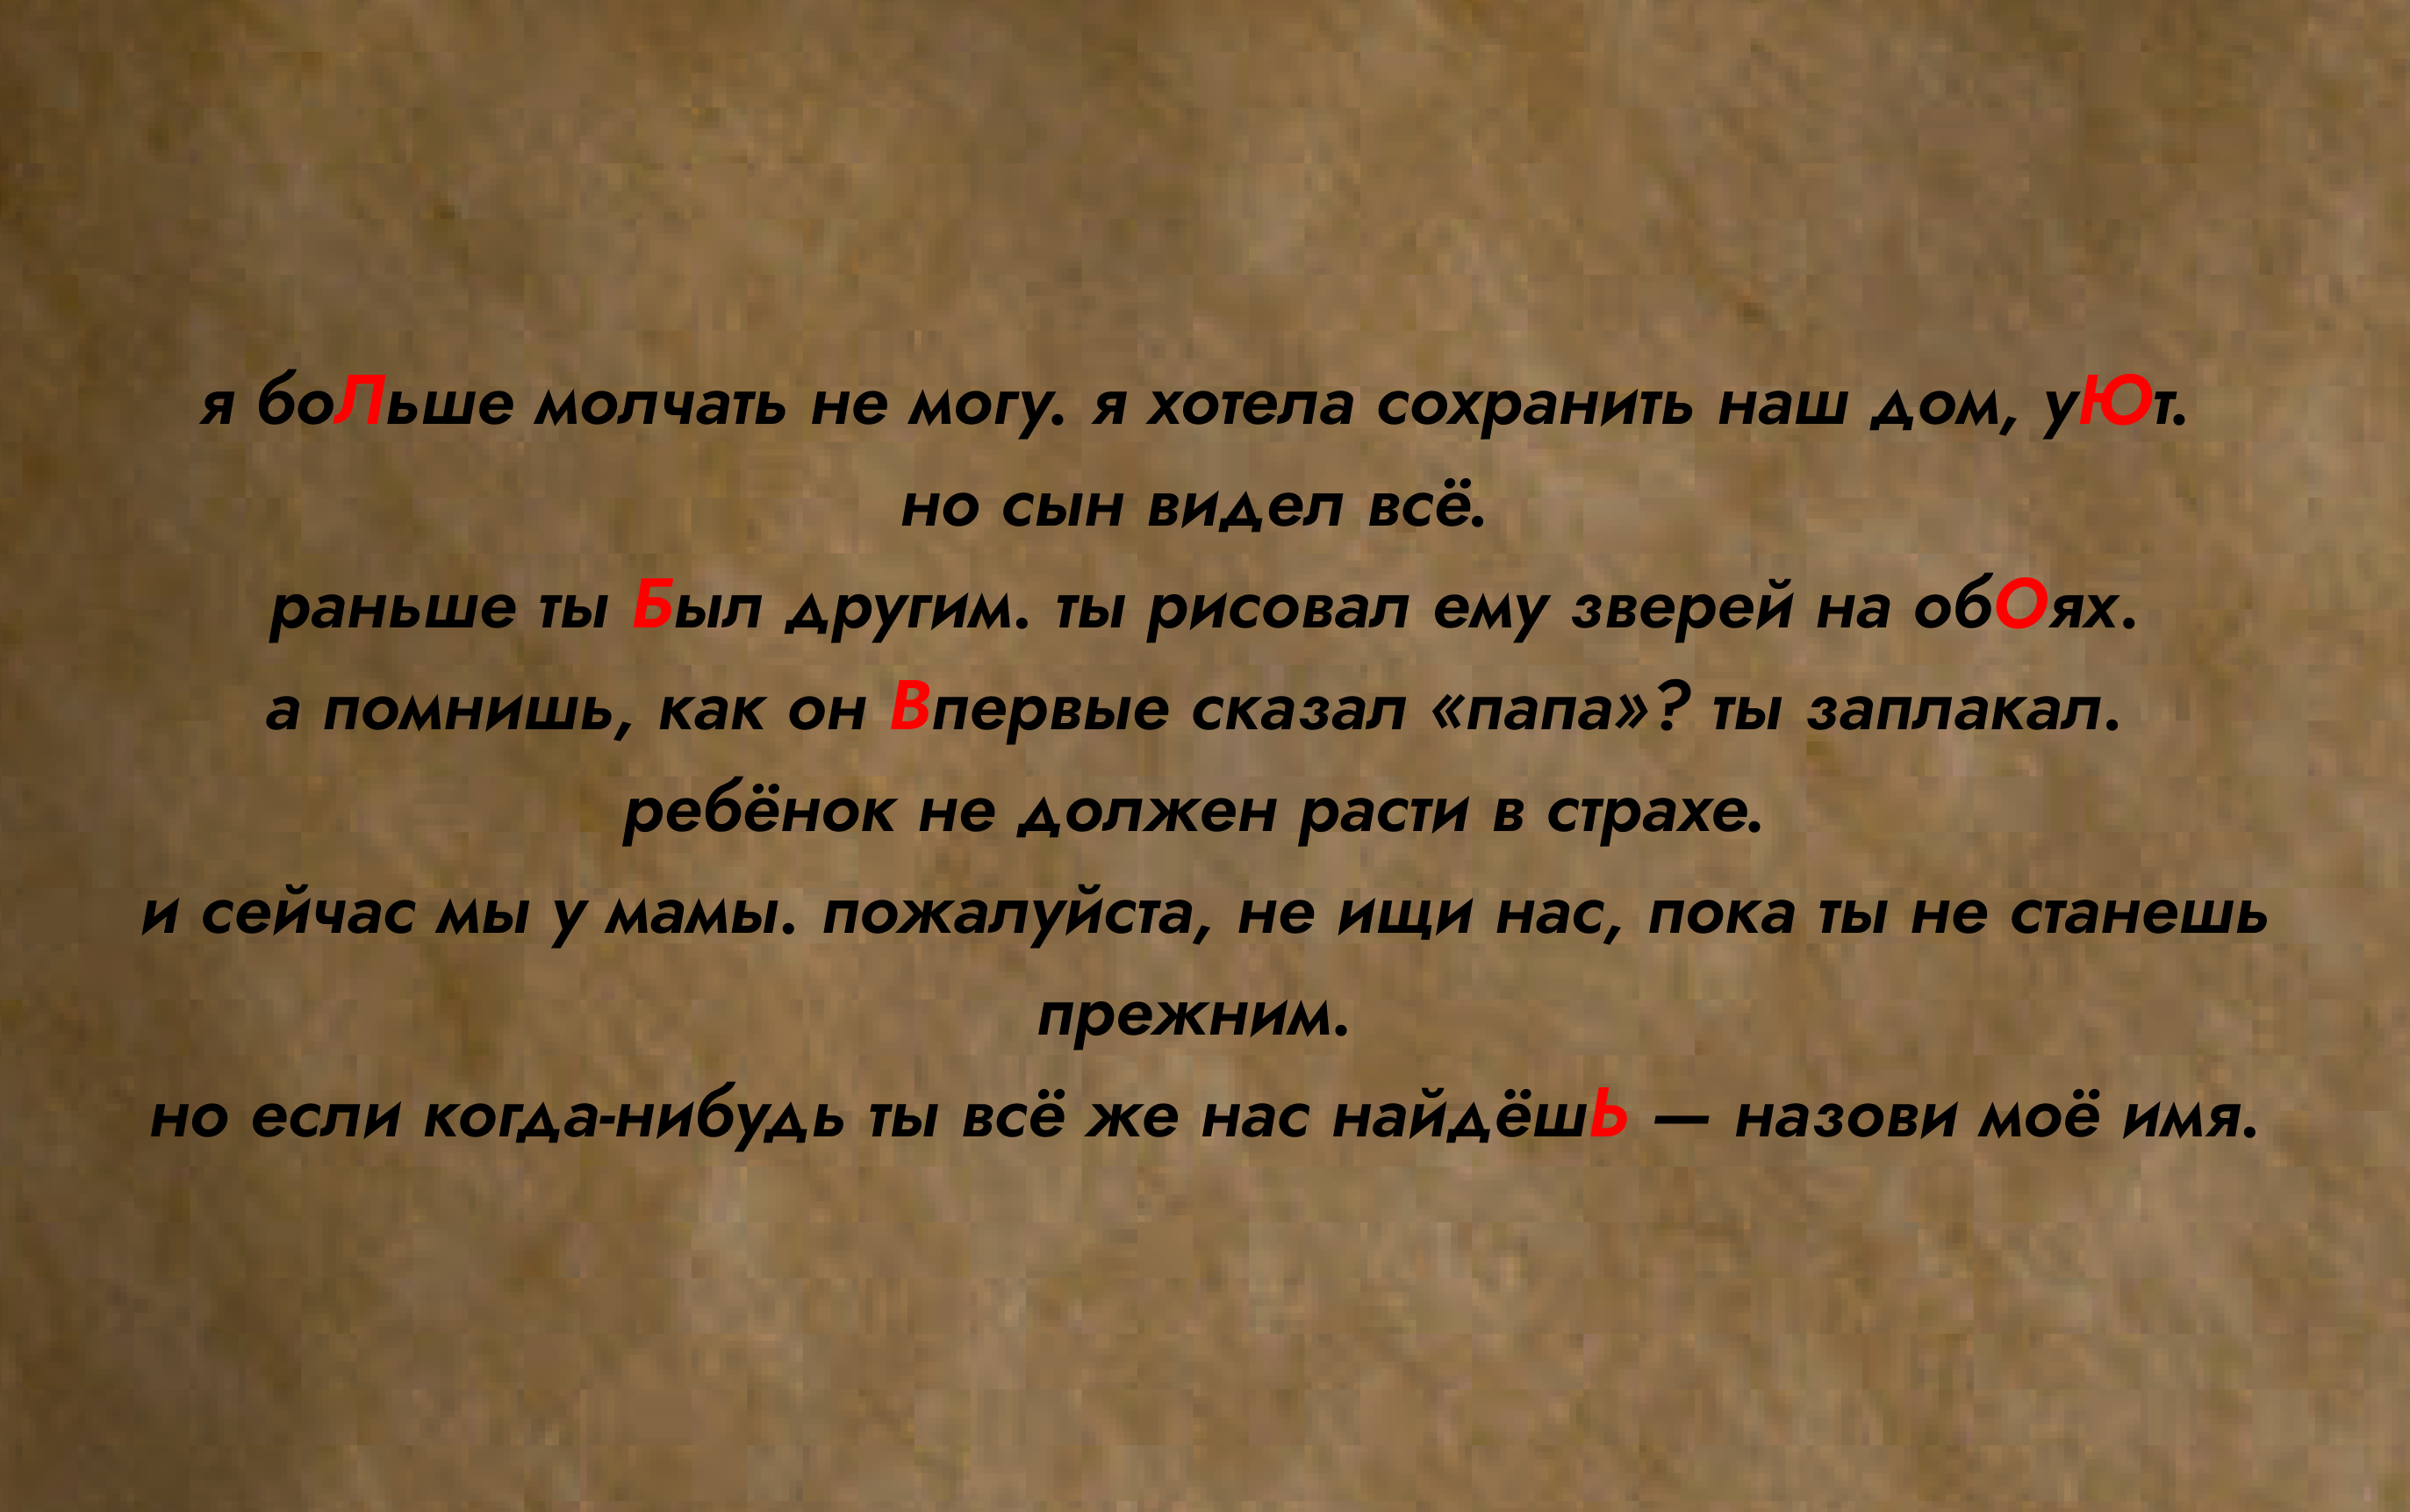 я боЛьше молчать не могу. я хотела сохранить наш дом, уЮт.
но сын видел всё.
раньше ты Был другим. ты рисовал ему зверей на обОях.
а помнишь, как он Впервые сказал «папа»? ты заплакал.
ребёнок не должен расти в страхе.
и сейчас мы у мамы. пожалуйста, не ищи нас, пока ты не станешь
прежним.
но если когда-нибудь ты всё же нас найдёшЬ — назови моё имя.